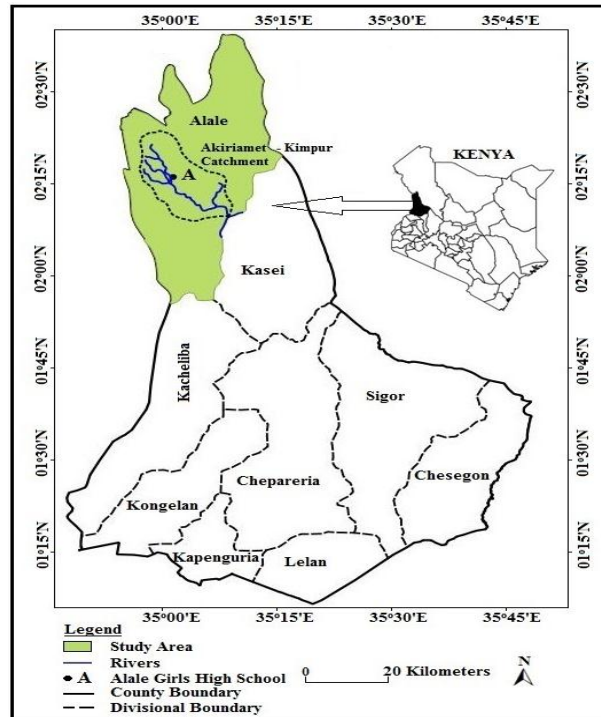 35°00'E 35°15'E 35°30'E 35°45'E
02°30'N 02°30'N
Alale
Akiriamet - Kimpur
Catchment
KENYA
A
02°15'N 02°15'N
02°00'N 02°00'N
Kasei
01°45'N 01°45'N
Kacheliba
Sigor
01°30'N 01°30'N
Chepareria
Chesegon
Kongelan
01°15'N 01°15'N
Kapenguria
Lelan
35°00'E 35°15'E 35°30'E 35°45'E
Legend
Study Area
Rivers
A Alale Girls High School
County Boundary
Divisional Boundary
0 20 Kilometers
N